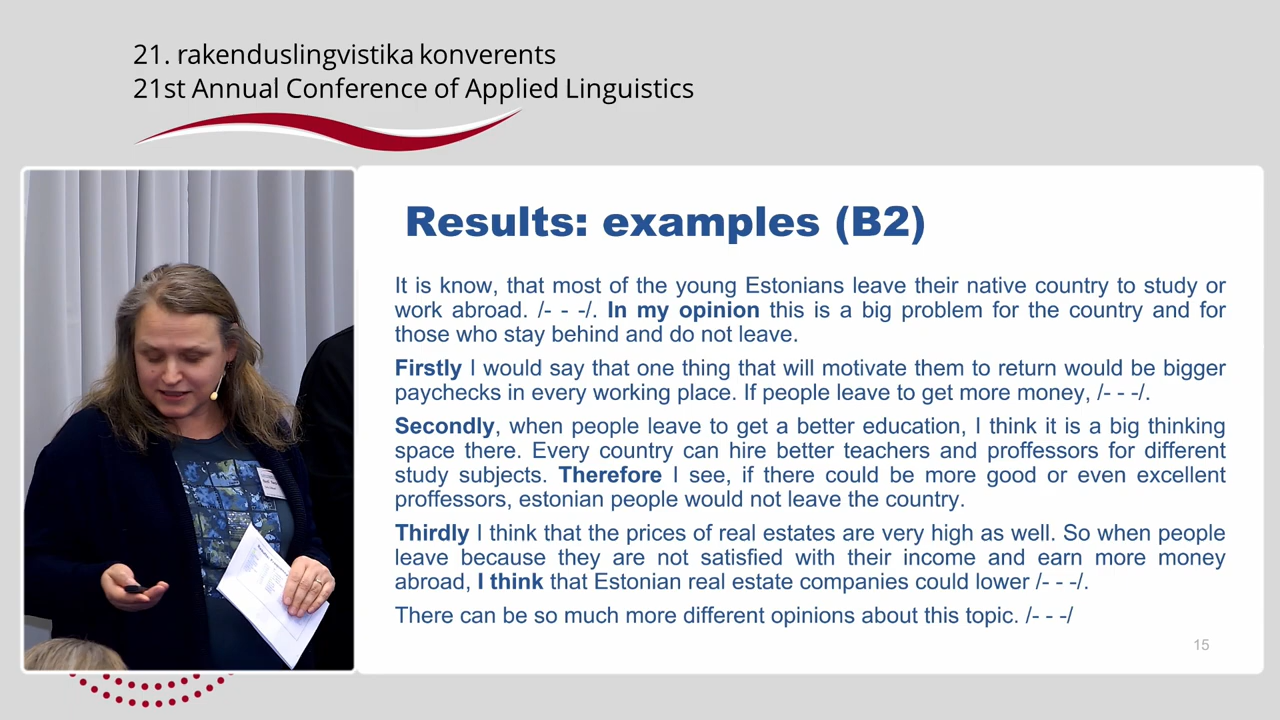 21. rakenduslingvistika konverents
21st Annual Conference of Applied Linguistics
Results: examples (B2)
It is know, that most of the young Estonians leave their native country to study or
work abroad. /- - -/. In my opinion this is a big problem for the country and for
those who stay behind and do not leave.
Firstly I would say that one thing that will motivate them to return would be bigger
paychecks in every working place. If people leave to get more money, /- - -/.
Secondly, when people leave to get a better education, I think it is a big thinking
space there. Every country can hire better teachers and proffessors for different
study subjects. Therefore I see, if there could be more good or even excellent
proffessors, estonian people would not leave the country.
Thirdly I think that the prices of real estates are very high as well. So when people
leave because they are not satisfied with their income and earn more money
abroad, I think that Estonian real estate companies could lower /- - -/.
There can be so much more different opinions about this topic. /- - -/
15